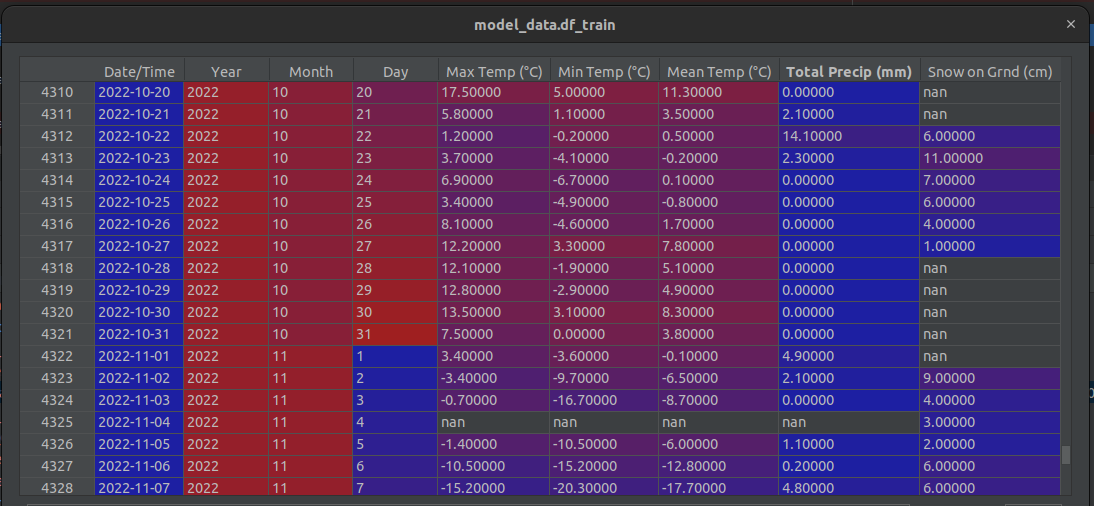 model_data.df_train ×
Date/Time Year Month Day Max Temp (°C) Min Temp (°C) Mean Temp (°C) Total Precip (mm) Snow on Grnd (cm)
4310 2022-10-20 2022 10 20 17.50000 5.00000 11.30000 0.00000 nan
4311 2022-10-21 2022 10 21 5.80000 1.10000 3.50000 2.10000 nan
4312 2022-10-22 2022 10 22 1.20000 -0.20000 0.50000 14.10000 6.00000
4313 2022-10-23 2022 10 23 3.70000 -4.10000 -0.20000 2.30000 11.00000
4314 2022-10-24 2022 10 24 6.90000 -6.70000 0.10000 0.00000 7.00000
4315 2022-10-25 2022 10 25 3.40000 -4.90000 -0.80000 0.00000 6.00000
4316 2022-10-26 2022 10 26 8.10000 -4.60000 1.70000 0.00000 4.00000
4317 2022-10-27 2022 10 27 12.20000 3.30000 7.80000 0.00000 1.00000
4318 2022-10-28 2022 10 28 12.10000 -1.90000 5.10000 0.00000 nan
4319 2022-10-29 2022 10 29 12.80000 -2.90000 4.90000 0.00000 nan
4320 2022-10-30 2022 10 30 13.50000 3.10000 8.30000 0.00000 nan
4321 2022-10-31 2022 10 31 7.50000 0.00000 3.80000 0.00000 nan
4322 2022-11-01 2022 11 1 3.40000 -3.60000 -0.10000 4.90000 nan
4323 2022-11-02 2022 11 2 -3.40000 -9.70000 -6.50000 2.10000 9.00000
4324 2022-11-03 2022 11 3 -0.70000 -16.70000 -8.70000 0.00000 4.00000
4325 2022-11-04 2022 11 4 nan nan nan nan 3.00000
4326 2022-11-05 2022 11 5 -1.40000 -10.50000 -6.00000 1.10000 2.00000
4327 2022-11-06 2022 11 6 -10.50000 -15.20000 -12.80000 0.20000 6.00000
4328 2022-11-07 2022 11 7 -15.20000 -20.30000 -17.70000 4.80000 6.00000